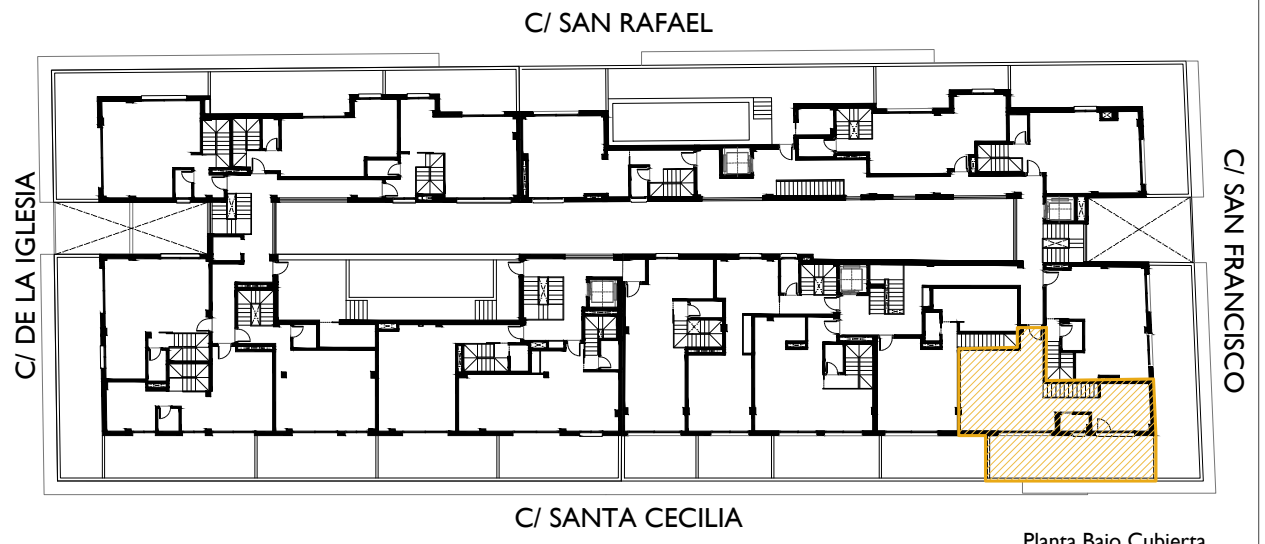 C/ SAN RAFAEL
C/ DE LA IGLESIA
C/ SAN FRANCISCO
C/ SANTA CECILIA
Planta Bajo Cubierta